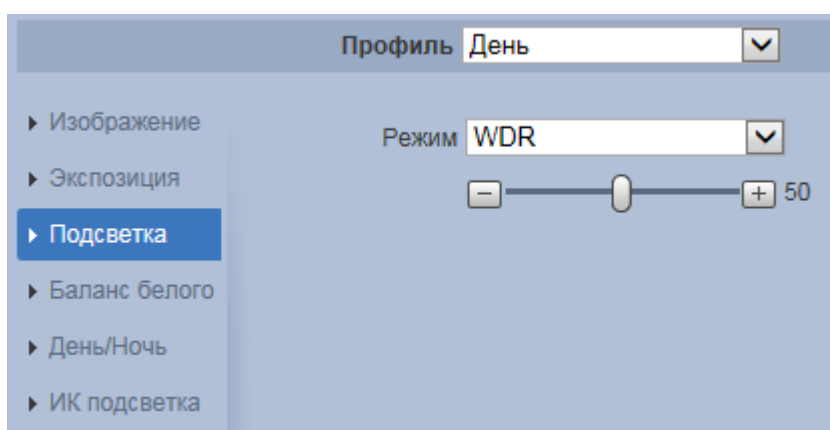 Профиль День
Изображение
Режим WDR
Экспозиция
50
Подсветка
Баланс белого
День/Ночь
ИК подсветка